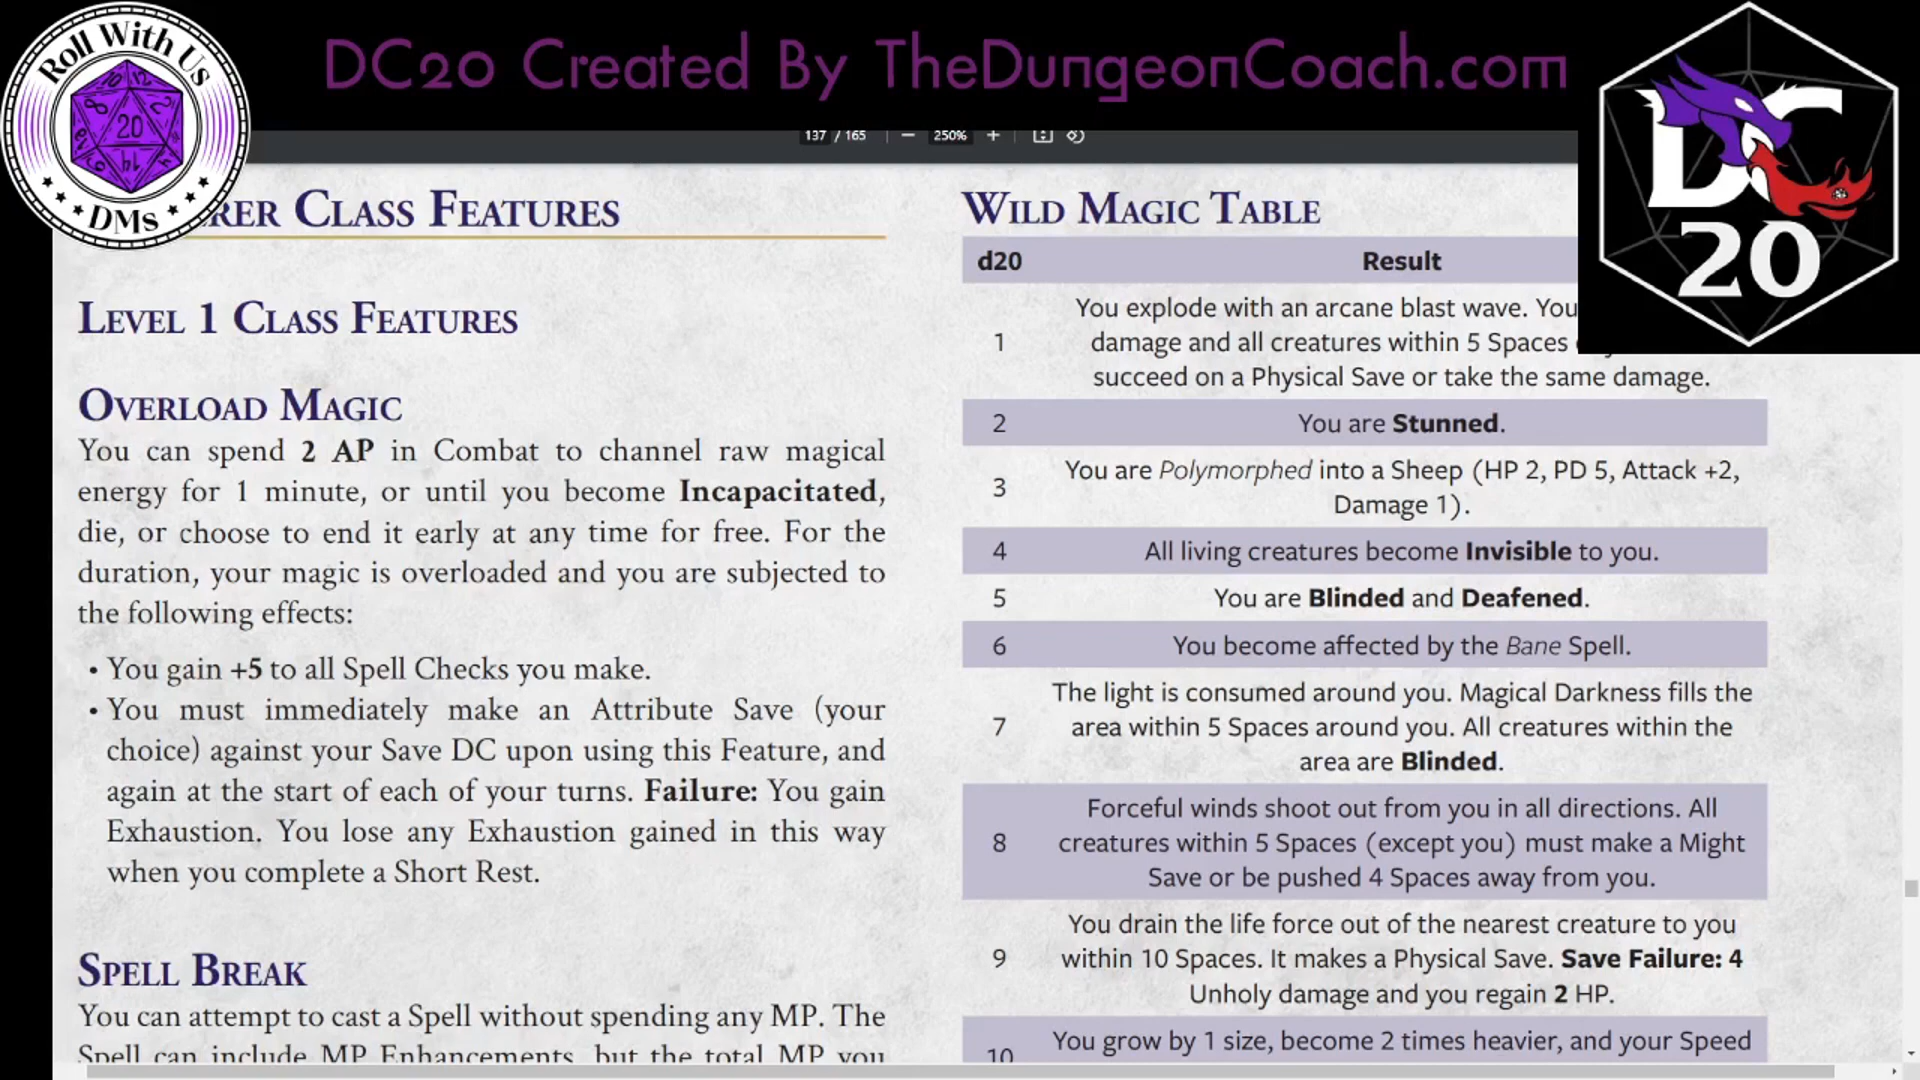 Roll With Us
20
DMs
DC20 Created By TheDungeonCoach.com
DC
20
137 / 165 − 250% +
RER CLASS FEATURES
LEVEL 1 CLASS FEATURES
OVERLOAD MAGIC
You can spend 2 AP in Combat to channel raw magical
energy for 1 minute, or until you become Incapacitated,
die, or choose to end it early at any time for free. For the
duration, your magic is overloaded and you are subjected to
the following effects:
• You gain +5 to all Spell Checks you make.
• You must immediately make an Attribute Save (your
choice) against your Save DC upon using this Feature, and
again at the start of each of your turns. Failure: You gain
Exhaustion. You lose any Exhaustion gained in this way
when you complete a Short Rest.
SPELL BREAK
You can attempt to cast a Spell without spending any MP. The
Spell can include MP Enhancements, but the total MP you
WILD MAGIC TABLE
d20 Result
You explode with an arcane blast wave. You
1 damage and all creatures within 5 Spaces
succeed on a Physical Save or take the same damage.
2 You are Stunned.
You are Polymorphed into a Sheep (HP 2, PD 5, Attack +2,
3
Damage 1).
4 All living creatures become Invisible to you.
5 You are Blinded and Deafened.
6 You become affected by the Bane Spell.
The light is consumed around you. Magical Darkness fills the
7 area within 5 Spaces around you. All creatures within the
area are Blinded.
Forceful winds shoot out from you in all directions. All
8 creatures within 5 Spaces (except you) must make a Might
Save or be pushed 4 Spaces away from you.
You drain the life force out of the nearest creature to you
9 within 10 Spaces. It makes a Physical Save. Save Failure: 4
Unholy damage and you regain 2 HP.
You grow by 1 size, become 2 times heavier, and your Speed
10